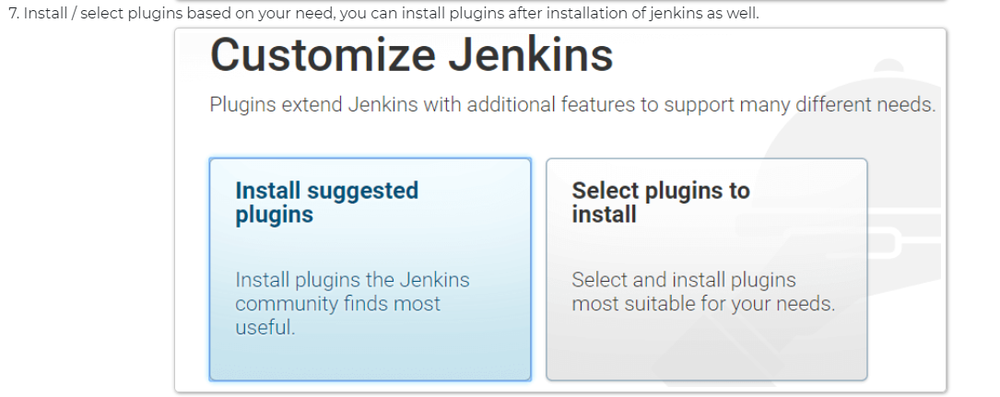 7. Install / select plugins based on your need, you can install plugins after installation of jenkins as well.
Customize Jenkins
Plugins extend Jenkins with additional features to support many different needs.
Install suggested
plugins
Install plugins the Jenkins
community finds most
useful.
Select plugins to
install
Select and install plugins
most suitable for your needs.